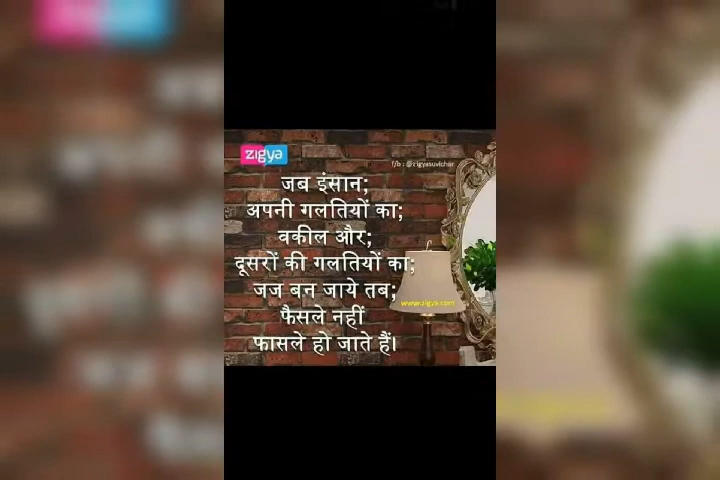 zigya
f/b : @zigyasuvichar
जब इंसान;
अपनी गलतियों का;
वकील और;
दूसरों की गलतियों का;
जज बन जाये तब;
www.zigya.com
फैसले नहीं
फासले हो जाते हैं।